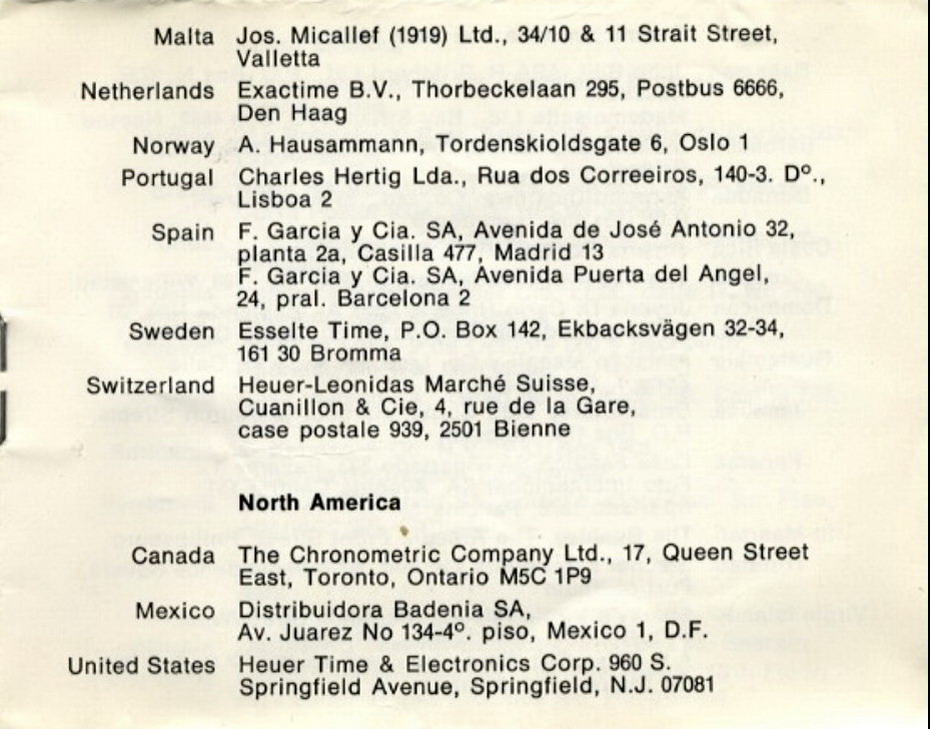 Malta Jos. Micallef (1919) Ltd., 34/10 & 11 Strait Street,
Valletta
Netherlands Exactime B.V., Thorbeckelaan 295, Postbus 6666,
Den Haag
Norway A. Hausammann, Tordenskioldsgate 6, Oslo 1
Portugal Charles Hertig Lda., Rua dos Correeiros, 140-3. Dº.,
Lisboa 2
Spain F. Garcia y Cia. SA, Avenida de José Antonio 32,
planta 2a, Casilla 477, Madrid 13
F. Garcia y Cia. SA, Avenida Puerta del Angel,
24, pral. Barcelona 2
Sweden Esselte Time, P.O. Box 142, Ekbacksvägen 32-34,
161 30 Bromma
Switzerland Heuer-Leonidas Marché Suisse,
Cuanillon & Cie, 4, rue de la Gare,
case postale 939, 2501 Bienne
North America
Canada The Chronometric Company Ltd., 17, Queen Street
East, Toronto, Ontario M5C 1P9
Mexico Distribuidora Badenia SA,
Av. Juarez No 134-4º. piso, Mexico 1, D.F.
United States Heuer Time & Electronics Corp. 960 S.
Springfield Avenue, Springfield, N.J. 07081